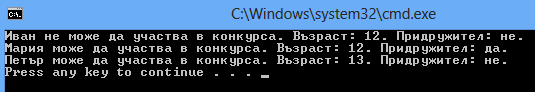 C:\Windows\system32\cmd.exe
Иван не може да участва в конкурса. Възраст: 12. Придружител: не.
Мария може да участва в конкурса. Възраст: 12. Придружител: да.
Петър може да участва в конкурса. Възраст: 13. Придружител: не.
Press any key to continue . . .